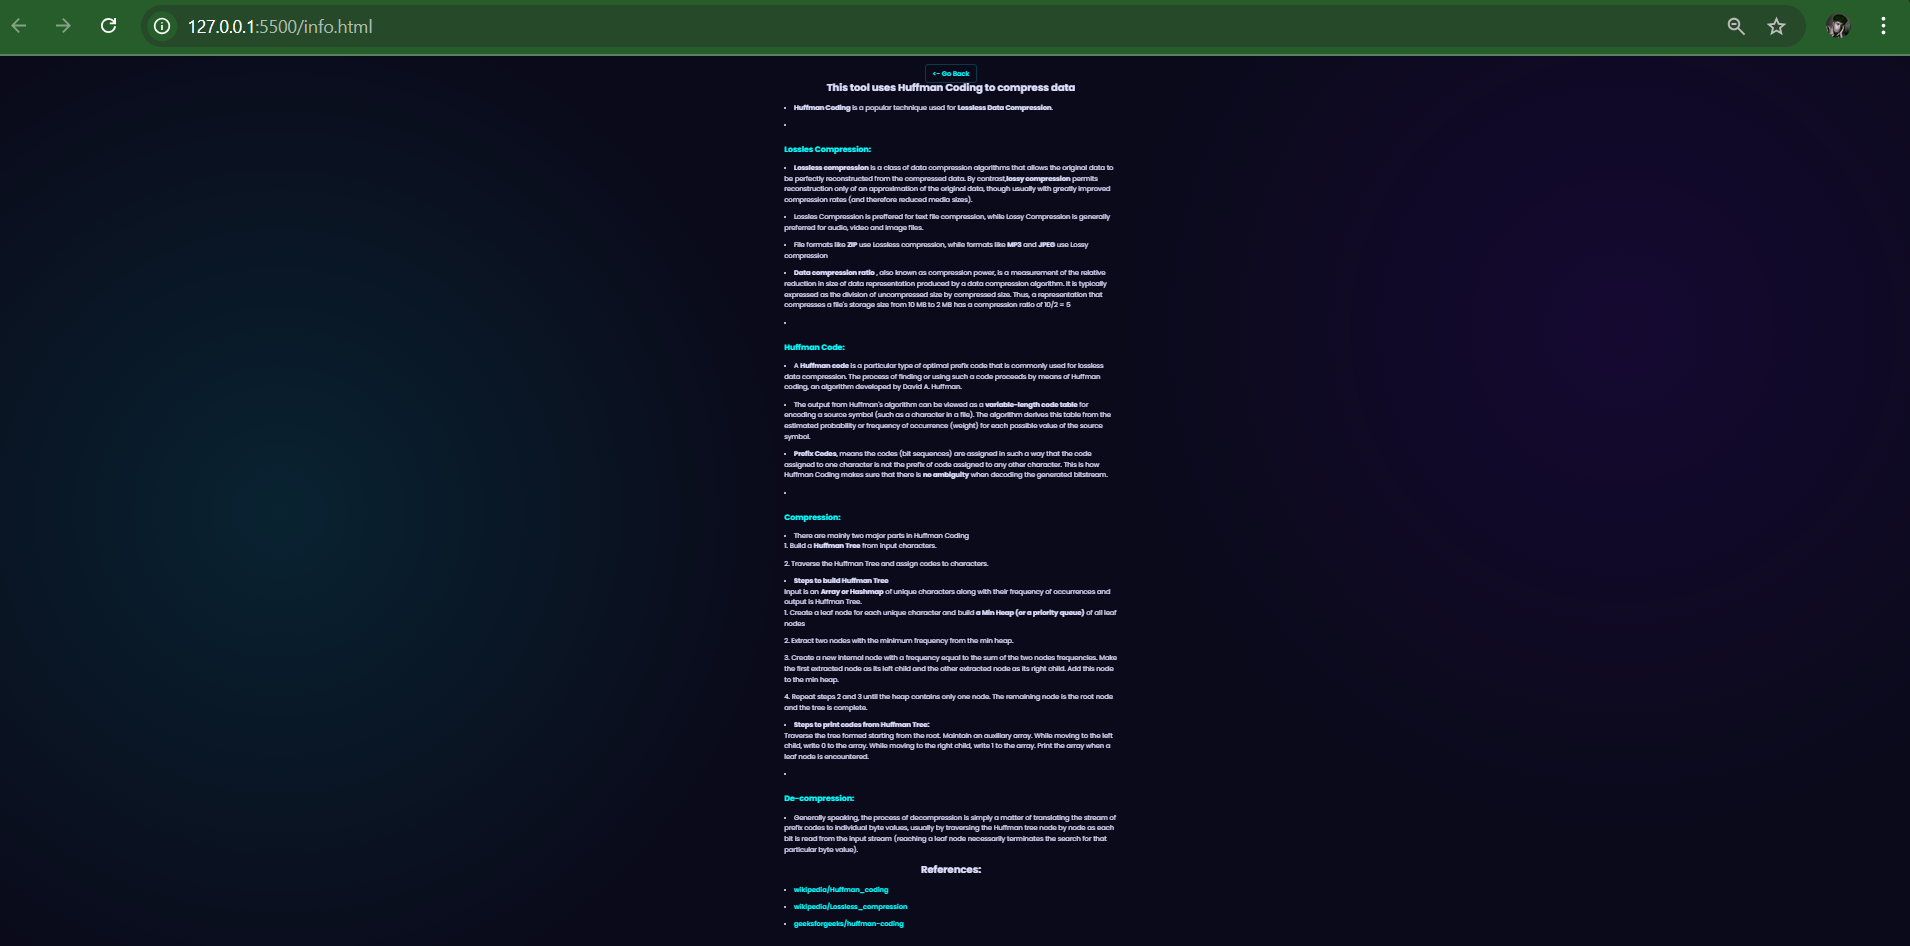 127.0.0.1:5500/info.html
<- Go Back
This tool uses Huffman Coding to compress data
• Huffman Coding is a popular technique used for Lossless Data Compression.
•
Lossles Compression:
• Lossless compression is a class of data compression algorithms that allows the original data to
be perfectly reconstructed from the compressed data. By contrast,lossy compression permits
reconstruction only of an approximation of the original data, though usually with greatly improved
compression rates (and therefore reduced media sizes).
• Lossles Compression is preffered for text file compression, while Lossy Compression is generally
preferred for audio, video and image files.
• File formats like ZIP use Lossless compression, while formats like MP3 and JPEG use Lossy
compression
• Data compression ratio , also known as compression power, is a measurement of the relative
reduction in size of data representation produced by a data compression algorithm. It is typically
expressed as the division of uncompressed size by compressed size. Thus, a representation that
compresses a file's storage size from 10 MB to 2 MB has a compression ratio of 10/2 = 5
•
Huffman Code:
• A Huffman code is a particular type of optimal prefix code that is commonly used for lossless
data compression. The process of finding or using such a code proceeds by means of Huffman
coding, an algorithm developed by David A. Huffman.
• The output from Huffman's algorithm can be viewed as a variable-length code table for
encoding a source symbol (such as a character in a file). The algorithm derives this table from the
estimated probability or frequency of occurrence (weight) for each possible value of the source
symbol.
• Prefix Codes, means the codes (bit sequences) are assigned in such a way that the code
assigned to one character is not the prefix of code assigned to any other character. This is how
Huffman Coding makes sure that there is no ambiguity when decoding the generated bitstream.
•
Compression:
• There are mainly two major parts in Huffman Coding
1. Build a Huffman Tree from input characters.
2. Traverse the Huffman Tree and assign codes to characters.
• Steps to build Huffman Tree
Input is an Array or Hashmap of unique characters along with their frequency of occurrences and
output is Huffman Tree.
1. Create a leaf node for each unique character and build a Min Heap (or a priority queue) of all leaf
nodes
2. Extract two nodes with the minimum frequency from the min heap.
3. Create a new internal node with a frequency equal to the sum of the two nodes frequencies. Make
the first extracted node as its left child and the other extracted node as its right child. Add this node
to the min heap.
4. Repeat steps 2 and 3 until the heap contains only one node. The remaining node is the root node
and the tree is complete.
• Steps to print codes from Huffman Tree:
Traverse the tree formed starting from the root. Maintain an auxiliary array. While moving to the left
child, write 0 to the array. While moving to the right child, write 1 to the array. Print the array when a
leaf node is encountered.
•
De-compression:
• Generally speaking, the process of decompression is simply a matter of translating the stream of
prefix codes to individual byte values, usually by traversing the Huffman tree node by node as each
bit is read from the input stream (reaching a leaf node necessarily terminates the search for that
particular byte value).
References:
• wikipedia/Huffman_coding
• wikipedia/Lossless_compression
• geeksforgeeks/huffman-coding